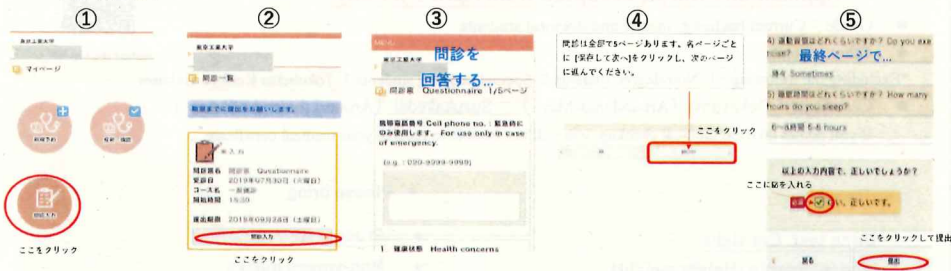 ①
東京工業大学
マイページ
問診入力
ここをクリック
②
東京工業大学
問診一覧
期限までに提出をお願いします。
未入力
問診票名 問診票 Questionnaire
受診日 2019年07月30日（火曜日）
コース名 一般健診
開始時間
提出期限 2019年09月28日（土曜日）
問診入力
ここをクリック
③
東京工業大学
問診を
回答する...
問診票 Questionnaire 1/5ページ
携帯電話番号 Cell phone no.：緊急時に
のみ使用します。 For use only in case
of emergency.
(e.g.：090-9999-9999)
1 健康状態 Health concerns
④
問診は全部で5ページあります。各ページごと
に [保存して次へ]をクリックし、次のページ
に進んでください。
ここをクリック
⑤
4) 運動習慣はどれくらいですか？ Do you exe
rcise?
最終ページで...
時々 Sometimes
5) 睡眠時間はどれくらいですか？ How many
hours do you sleep?
6~8時間 6-8 hours
以上の入力内容で、正しいでしょうか？
ここに☑を入れる
必須
はい、正しいです。
ここをクリックして提出
戻る
提出